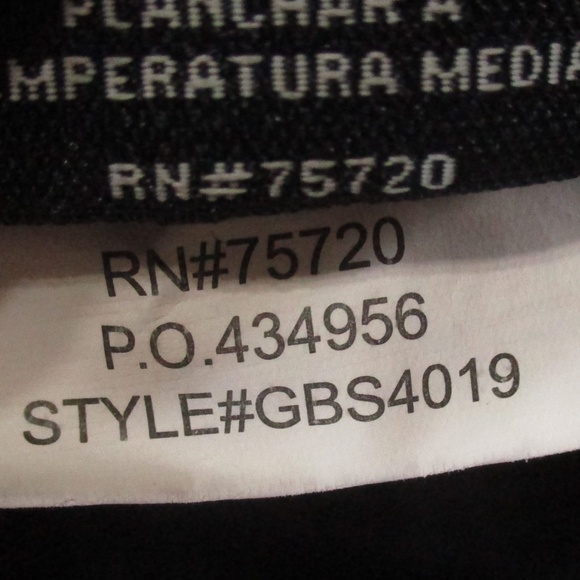 PLANCHAR A
MPERATURA MEDIA
RN#75720
RN#75720
P.O.434956
STYLE#GBS4019